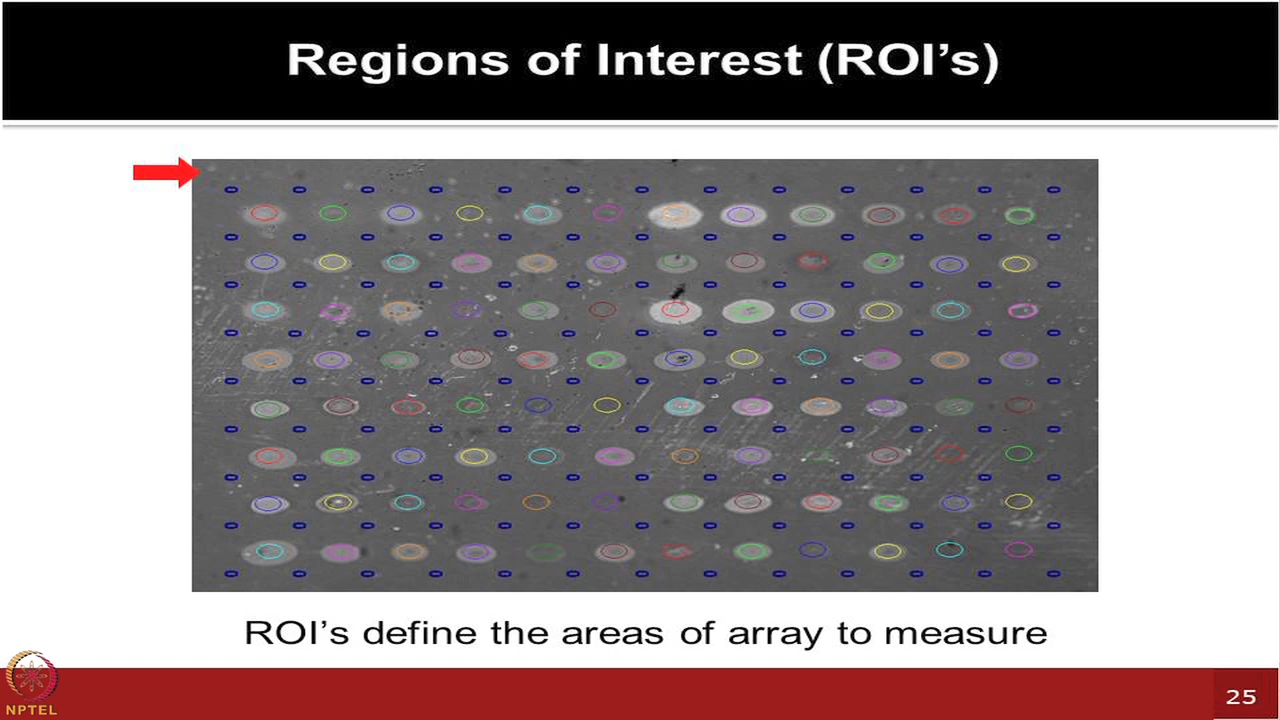 Regions of Interest (ROI’s)
ROI’s define the areas of array to measure
NPTEL
25